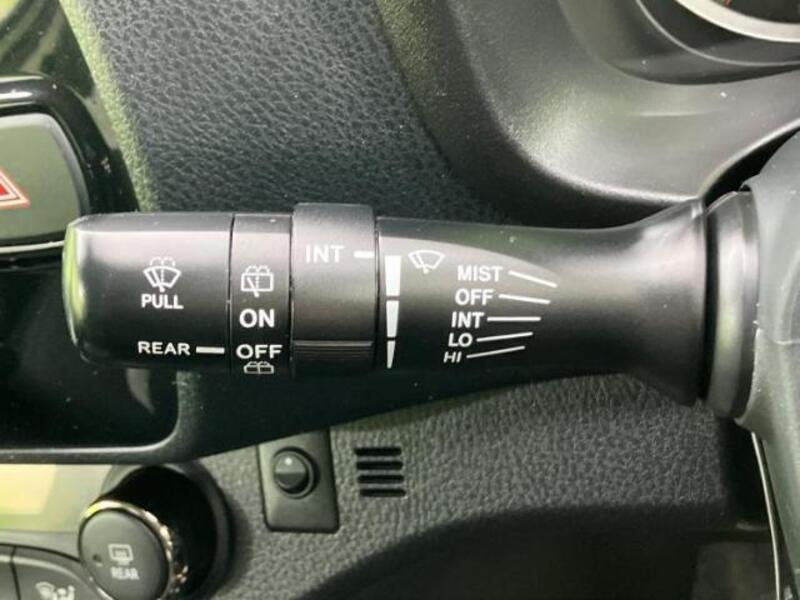 INT
MIST
OFF
INT
LO
HI
PULL
ON
REAR
OFF
REAR